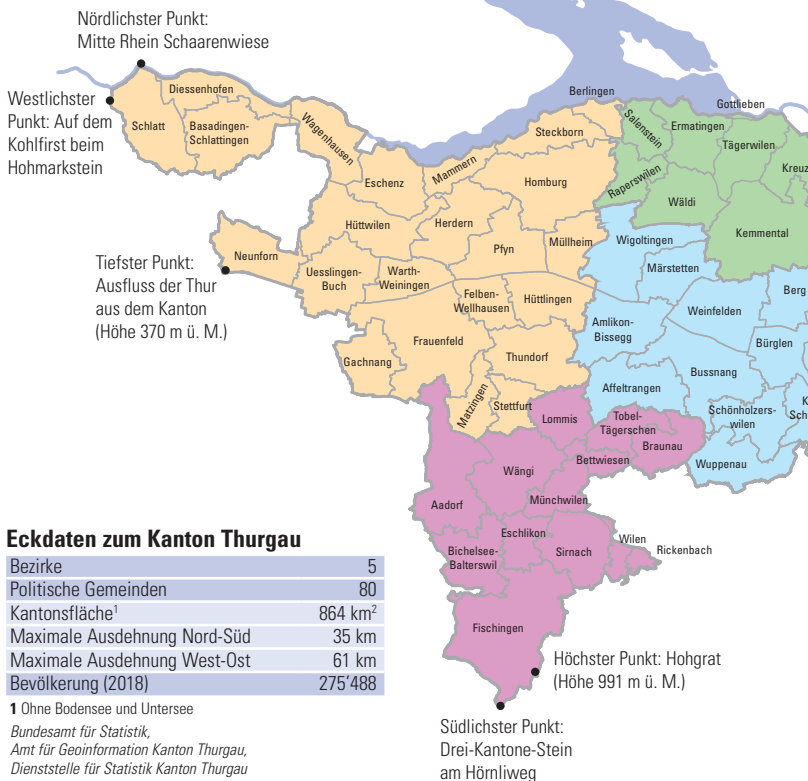 Nördlichster Punkt:
Mitte Rhein Schaarenwiese
Westlichster
Punkt: Auf dem
Kohlfirst beim
Hohmarkstein
Diessenhofen
Schlatt
Basadingen-
Schlattingen
Wagenhausen
Berlingen
Gottlieben
Steckborn
Salenstein
Ermatingen
Tägerwilen
Mammern
Eschenz
Homburg
Raperswilen
Kreuz
Wäldi
Hüttwilen
Herdern
Kemmental
Neunforn
Pfyn
Müllheim
Wigoltingen
Tiefster Punkt:
Ausfluss der Thur
aus dem Kanton
(Höhe 370 m ü. M.)
Uesslingen-
Buch
Warth-
Weiningen
Märstetten
Berg
Felben-
Wellhausen
Hüttlingen
Weinfelden
Amlikon-
Bissegg
Bürglen
Frauenfeld
Gachnang
Thundorf
Bussnang
Matzingen
Stettfurt
Affeltrangen
Lommis
Tobel-
Tägerschen
Schönholzers-
wilen
K
Sch
Braunau
Bettwiesen
Wuppenau
Wängi
Münchwilen
Aadorf
Eschlikon
Wilen
Bichelsee-
Balterswil
Sirnach
Rickenbach
Fischingen
Höchster Punkt: Hohgrat
(Höhe 991 m ü. M.)
Südlichster Punkt:
Drei-Kantone-Stein
am Hörnliweg
Eckdaten zum Kanton Thurgau
Bezirke 5
Politische Gemeinden 80
Kantonsfläche¹ 864 km²
Maximale Ausdehnung Nord-Süd 35 km
Maximale Ausdehnung West-Ost 61 km
Bevölkerung (2018) 275'488
1 Ohne Bodensee und Untersee
Bundesamt für Statistik,
Amt für Geoinformation Kanton Thurgau,
Dienststelle für Statistik Kanton Thurgau